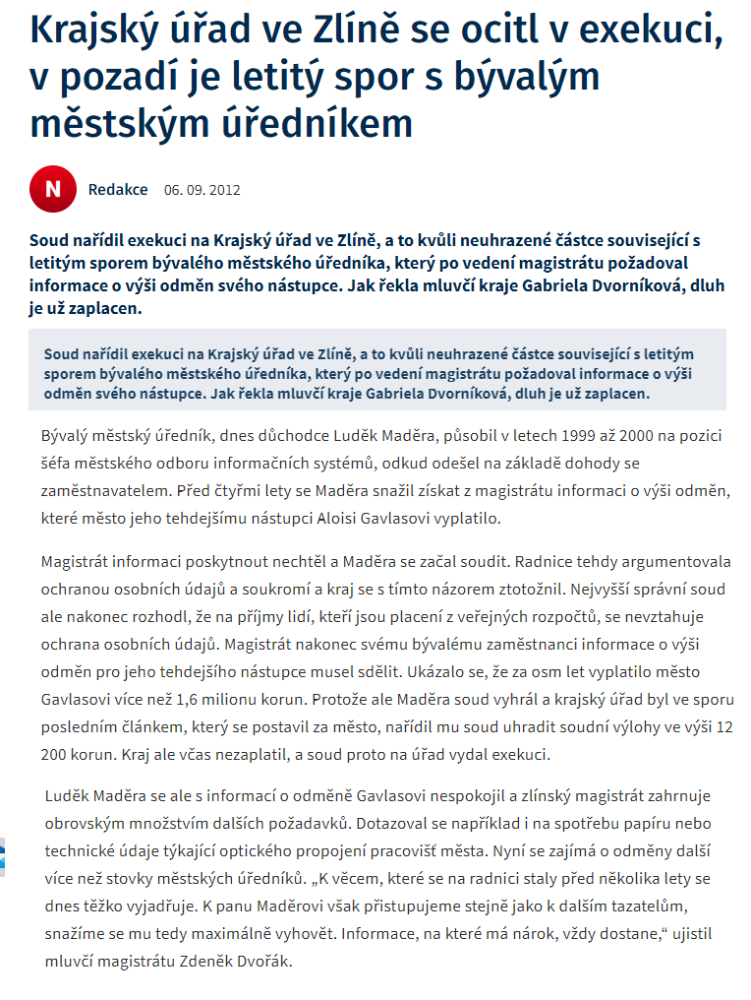 Krajský úřad ve Zlíně se ocitl v exekuci,
v pozadí je letitý spor s bývalým
městským úředníkem
N
Redakce 06. 09. 2012
Soud nařídil exekuci na Krajský úřad ve Zlíně, a to kvůli neuhrazené částce související s
letitým sporem bývalého městského úředníka, který po vedení magistrátu požadoval
informace o výši odměn svého nástupce. Jak řekla mluvčí kraje Gabriela Dvorníková, dluh
je už zaplacen.
Soud nařídil exekuci na Krajský úřad ve Zlíně, a to kvůli neuhrazené částce související s letitým
sporem bývalého městského úředníka, který po vedení magistrátu požadoval informace o výši
odměn svého nástupce. Jak řekla mluvčí kraje Gabriela Dvorníková, dluh je už zaplacen.
Bývalý městský úředník, dnes důchodce Luděk Maděra, působil v letech 1999 až 2000 na pozici
šéfa městského odboru informačních systémů, odkud odešel na základě dohody se
zaměstnavatelem. Před čtyřmi lety se Maděra snažil získat z magistrátu informaci o výši odměn,
které město jeho tehdejšímu nástupci Aloisi Gavlasovi vyplatilo.
Magistrát informaci poskytnout nechtěl a Maděra se začal soudit. Radnice tehdy argumentovala
ochranou osobních údajů a soukromí a kraj se s tímto názorem ztotožnil. Nejvyšší správní soud
ale nakonec rozhodl, že na příjmy lidí, kteří jsou placení z veřejných rozpočtů, se nevztahuje
ochrana osobních údajů. Magistrát nakonec svému bývalému zaměstnanci informace o výši
odměn pro jeho tehdejšího nástupce musel sdělit. Ukázalo se, že za osm let vyplatilo město
Gavlasovi více než 1,6 milionu korun. Protože ale Maděra soud vyhrál a krajský úřad byl ve sporu
posledním článkem, který se postavil za město, nařídil mu soud uhradit soudní výlohy ve výši 12
200 korun. Kraj ale včas nezaplatil, a soud proto na úřad vydal exekuci.
Luděk Maděra se ale s informací o odměně Gavlasovi nespokojil a zlínský magistrát zahrnuje
obrovským množstvím dalších požadavků. Dotazoval se například i na spotřebu papíru nebo
technické údaje týkající optického propojení pracovišť města. Nyní se zajímá o odměny další
více než stovky městských úředníků. „K věcem, které se na radnici staly před několika lety se
dnes těžko vyjadřuje. K panu Maděrovi však přistupujeme stejně jako k dalším tazatelům,
snažíme se mu tedy maximálně vyhovět. Informace, na které má nárok, vždy dostane,“ ujistil
mluvčí magistrátu Zdeněk Dvořák.